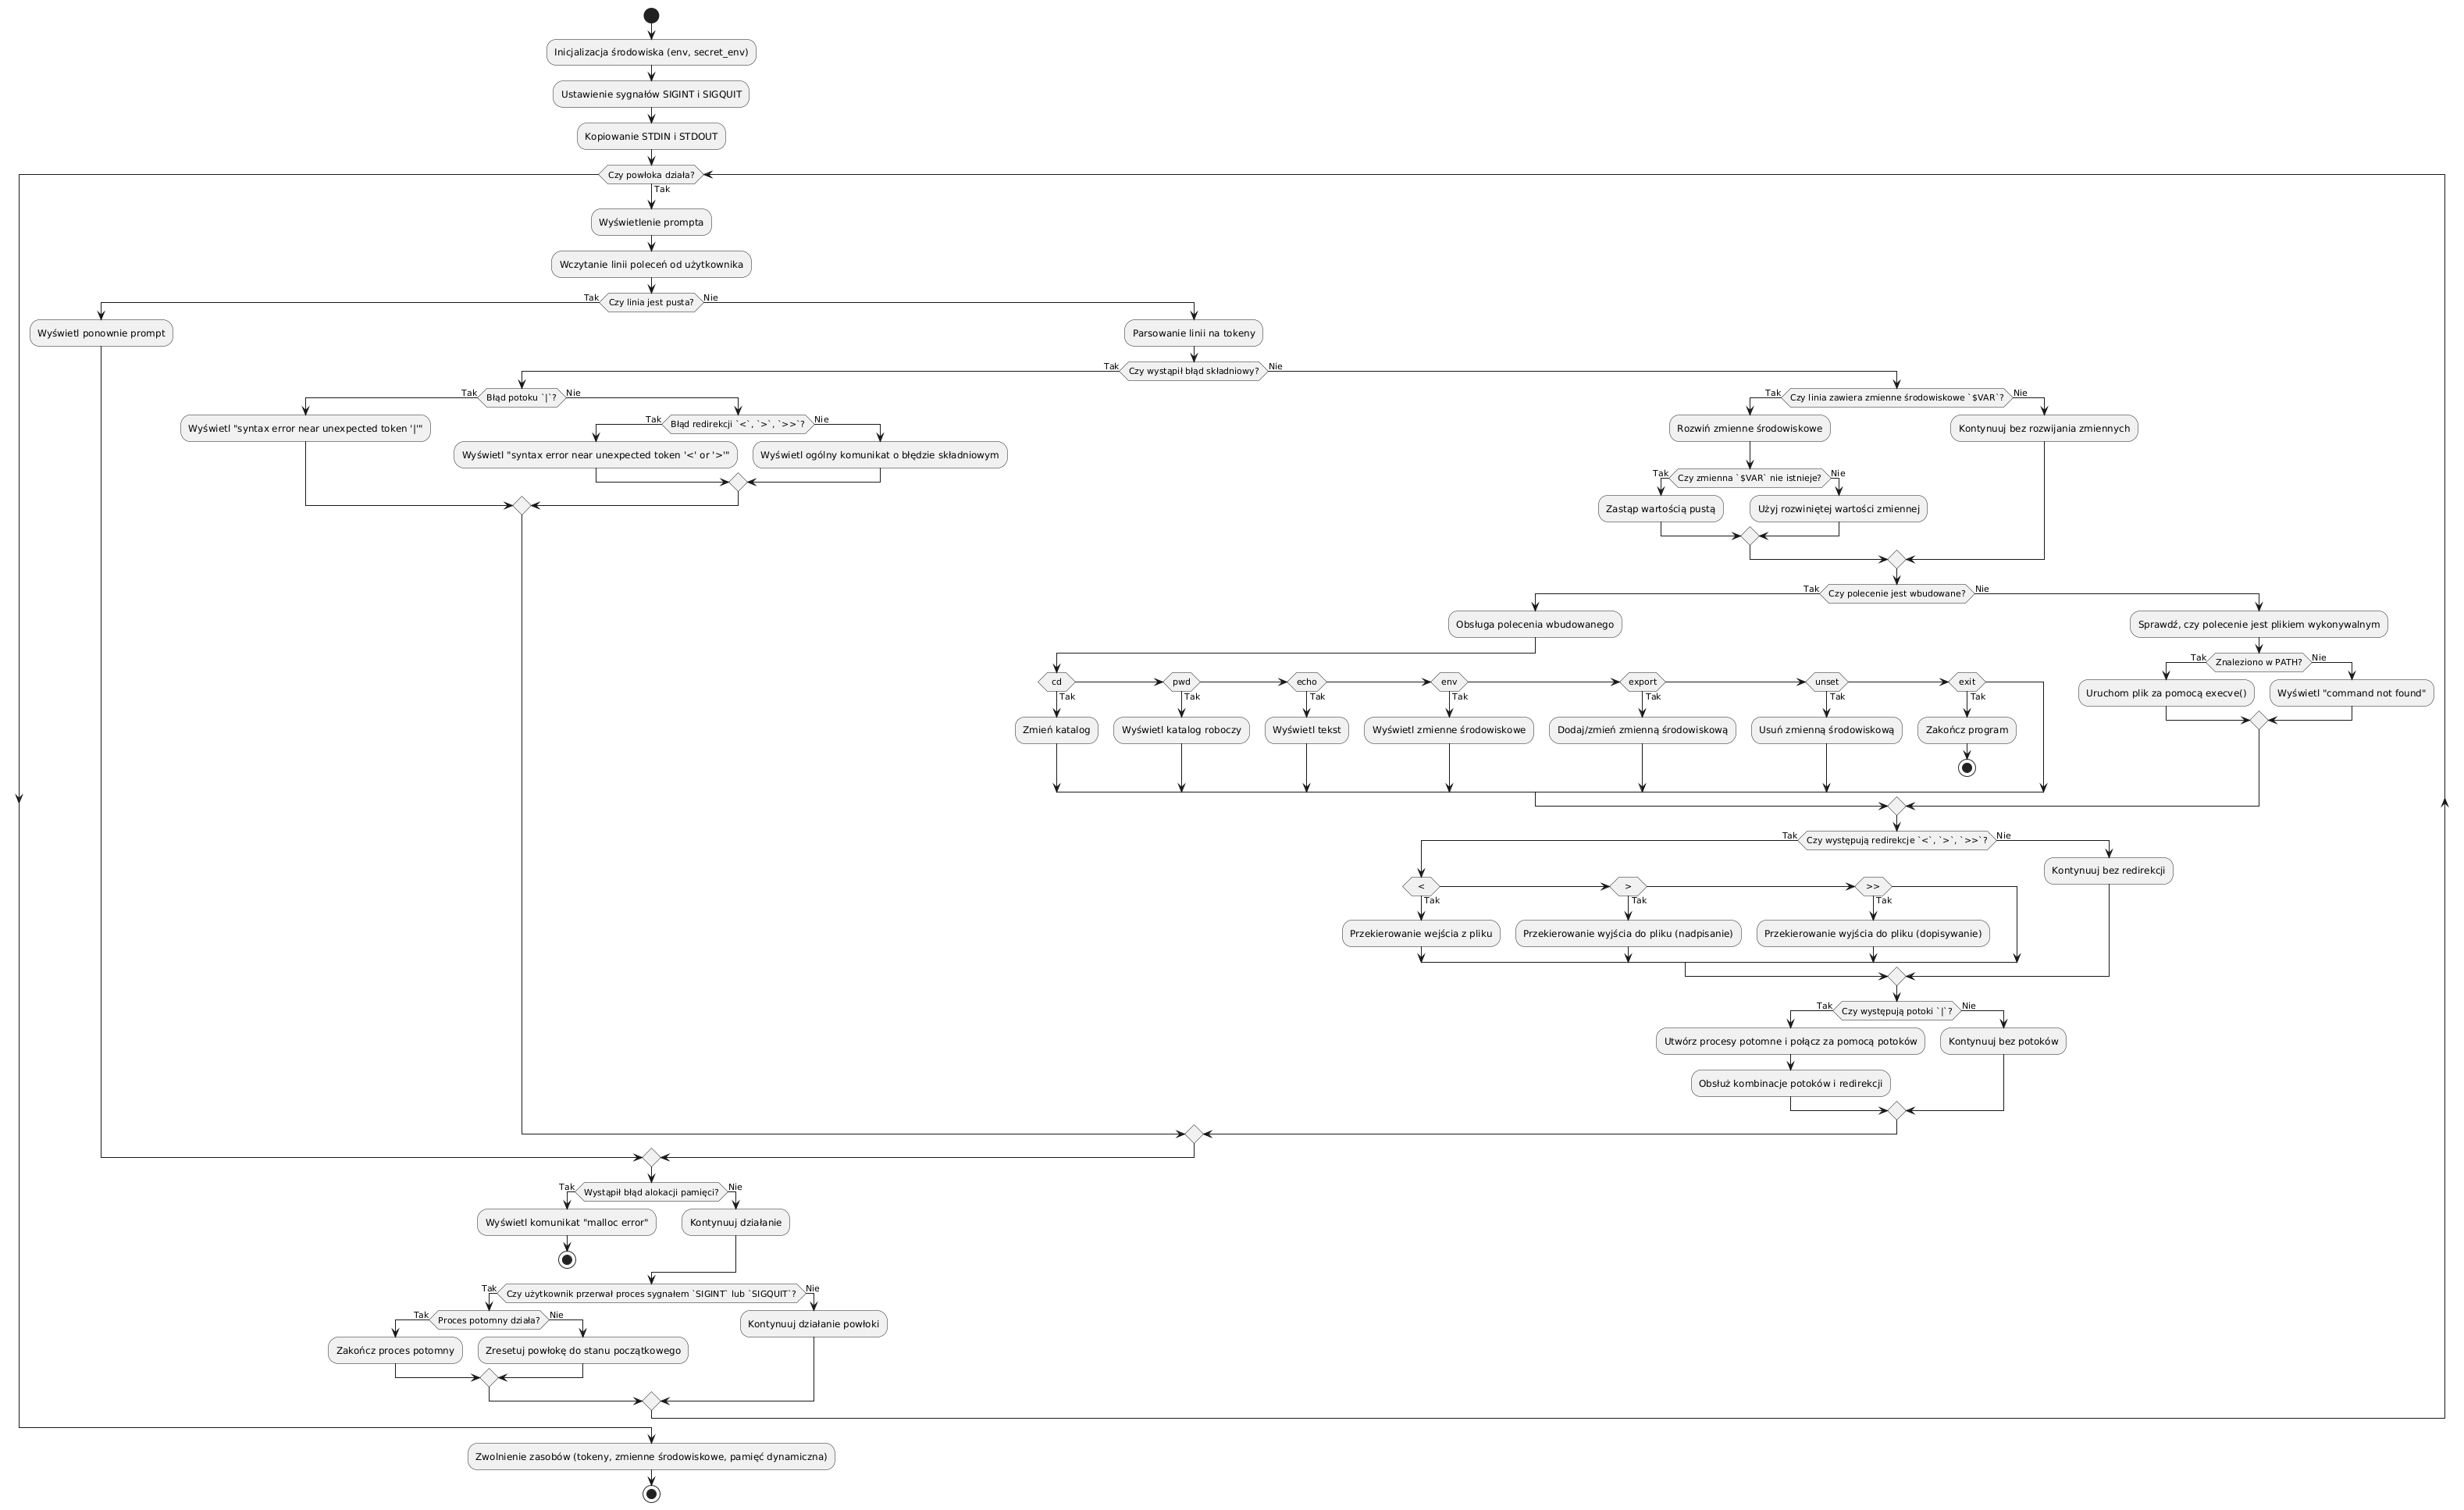 Inicjalizacja środowiska (env, secret_env)
Ustawienie sygnałów SIGINT i SIGQUIT
Kopiowanie STDIN i STDOUT
Czy powłoka działa?
Tak
Wyświetlenie prompta
Wczytanie linii poleceń od użytkownika
Tak
Czy linia jest pusta?
Nie
Wyświetl ponownie prompt
Parsowanie linii na tokeny
Tak
Czy wystąpił błąd składniowy?
Nie
Tak
Błąd potoku `|`?
Nie
Wyświetl "syntax error near unexpected token '|'"
Tak
Błąd redirekcji `<`, `>`, `>>`?
Nie
Wyświetl "syntax error near unexpected token '<' or '>'"
Wyświetl ogólny komunikat o błędzie składniowym
Tak
Czy linia zawiera zmienne środowiskowe `$VAR`?
Nie
Rozwiń zmienne środowiskowe
Kontynuuj bez rozwijania zmiennych
Tak
Czy zmienna `$VAR` nie istnieje?
Nie
Zastąp wartością pustą
Użyj rozwiniętej wartości zmiennej
Tak
Czy polecenie jest wbudowane?
Nie
Obsługa polecenia wbudowanego
cd
Tak
Zmień katalog
pwd
Tak
Wyświetl katalog roboczy
echo
Tak
Wyświetl tekst
env
Tak
Wyświetl zmienne środowiskowe
export
Tak
Dodaj/zmień zmienną środowiskową
unset
Tak
Usuń zmienną środowiskową
exit
Tak
Zakończ program
Sprawdź, czy polecenie jest plikiem wykonywalnym
Tak
Znaleziono w PATH?
Nie
Uruchom plik za pomocą execve()
Wyświetl "command not found"
Tak
Czy występują redirekcje `<`, `>`, `>>`?
Nie
<
Tak
Przekierowanie wejścia z pliku
>
Tak
Przekierowanie wyjścia do pliku (nadpisanie)
>>
Tak
Przekierowanie wyjścia do pliku (dopisywanie)
Kontynuuj bez redirekcji
Tak
Czy występują potoki `|`?
Nie
Utwórz procesy potomne i połącz za pomocą potoków
Obsłuż kombinacje potoków i redirekcji
Kontynuuj bez potoków
Tak
Wystąpił błąd alokacji pamięci?
Nie
Wyświetl komunikat "malloc error"
Kontynuuj działanie
Tak
Czy użytkownik przerwał proces sygnałem `SIGINT` lub `SIGQUIT`?
Nie
Tak
Proces potomny działa?
Nie
Zakończ proces potomny
Zresetuj powłokę do stanu początkowego
Kontynuuj działanie powłoki
Zwolnienie zasobów (tokeny, zmienne środowiskowe, pamięć dynamiczna)